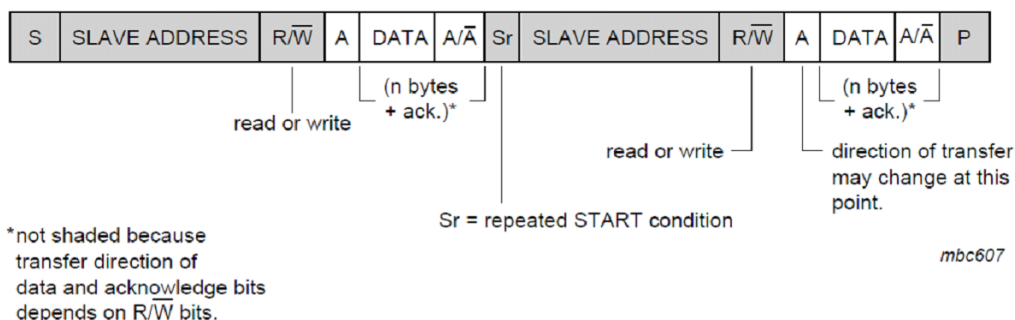 S SLAVE ADDRESS R/W̅ A DATA A/A̅ Sr SLAVE ADDRESS R/W̅ A DATA A/A̅ P
(n bytes
+ ack.)*
(n bytes
+ ack.)*
read or write
read or write
direction of transfer
may change at this
point.
Sr = repeated START condition
*not shaded because
transfer direction of
data and acknowledge bits
depends on R/W̅ bits.
mbc607